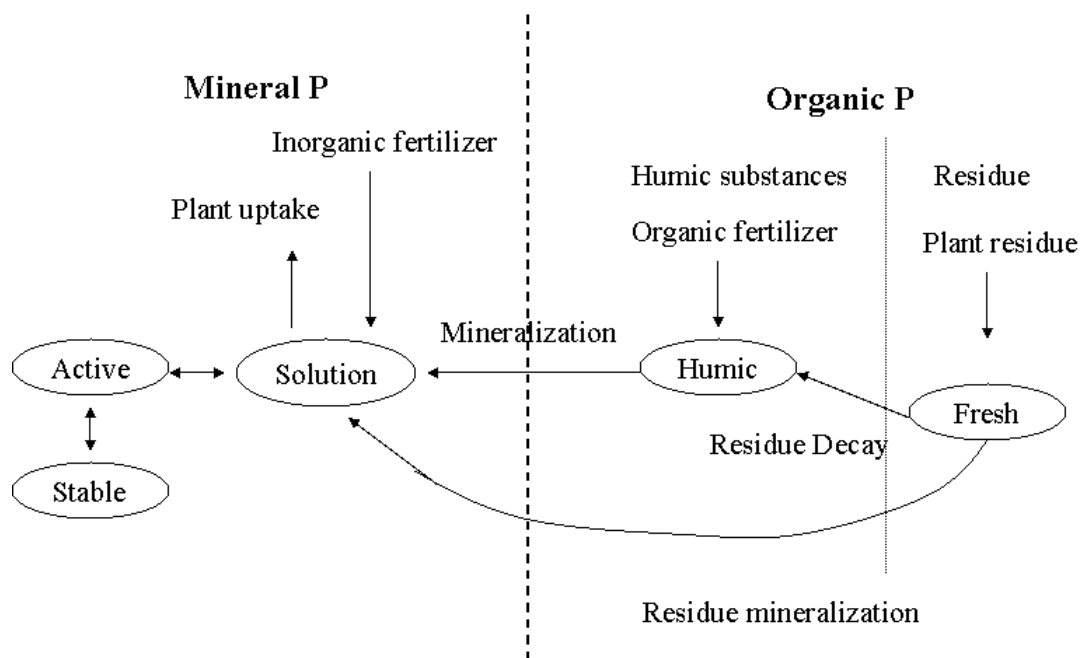 Mineral P
Organic P
Inorganic fertilizer
Humic substances
Residue
Plant uptake
Organic fertilizer
Plant residue
Mineralization
Active
Solution
Humic
Fresh
Residue Decay
Stable
Residue mineralization